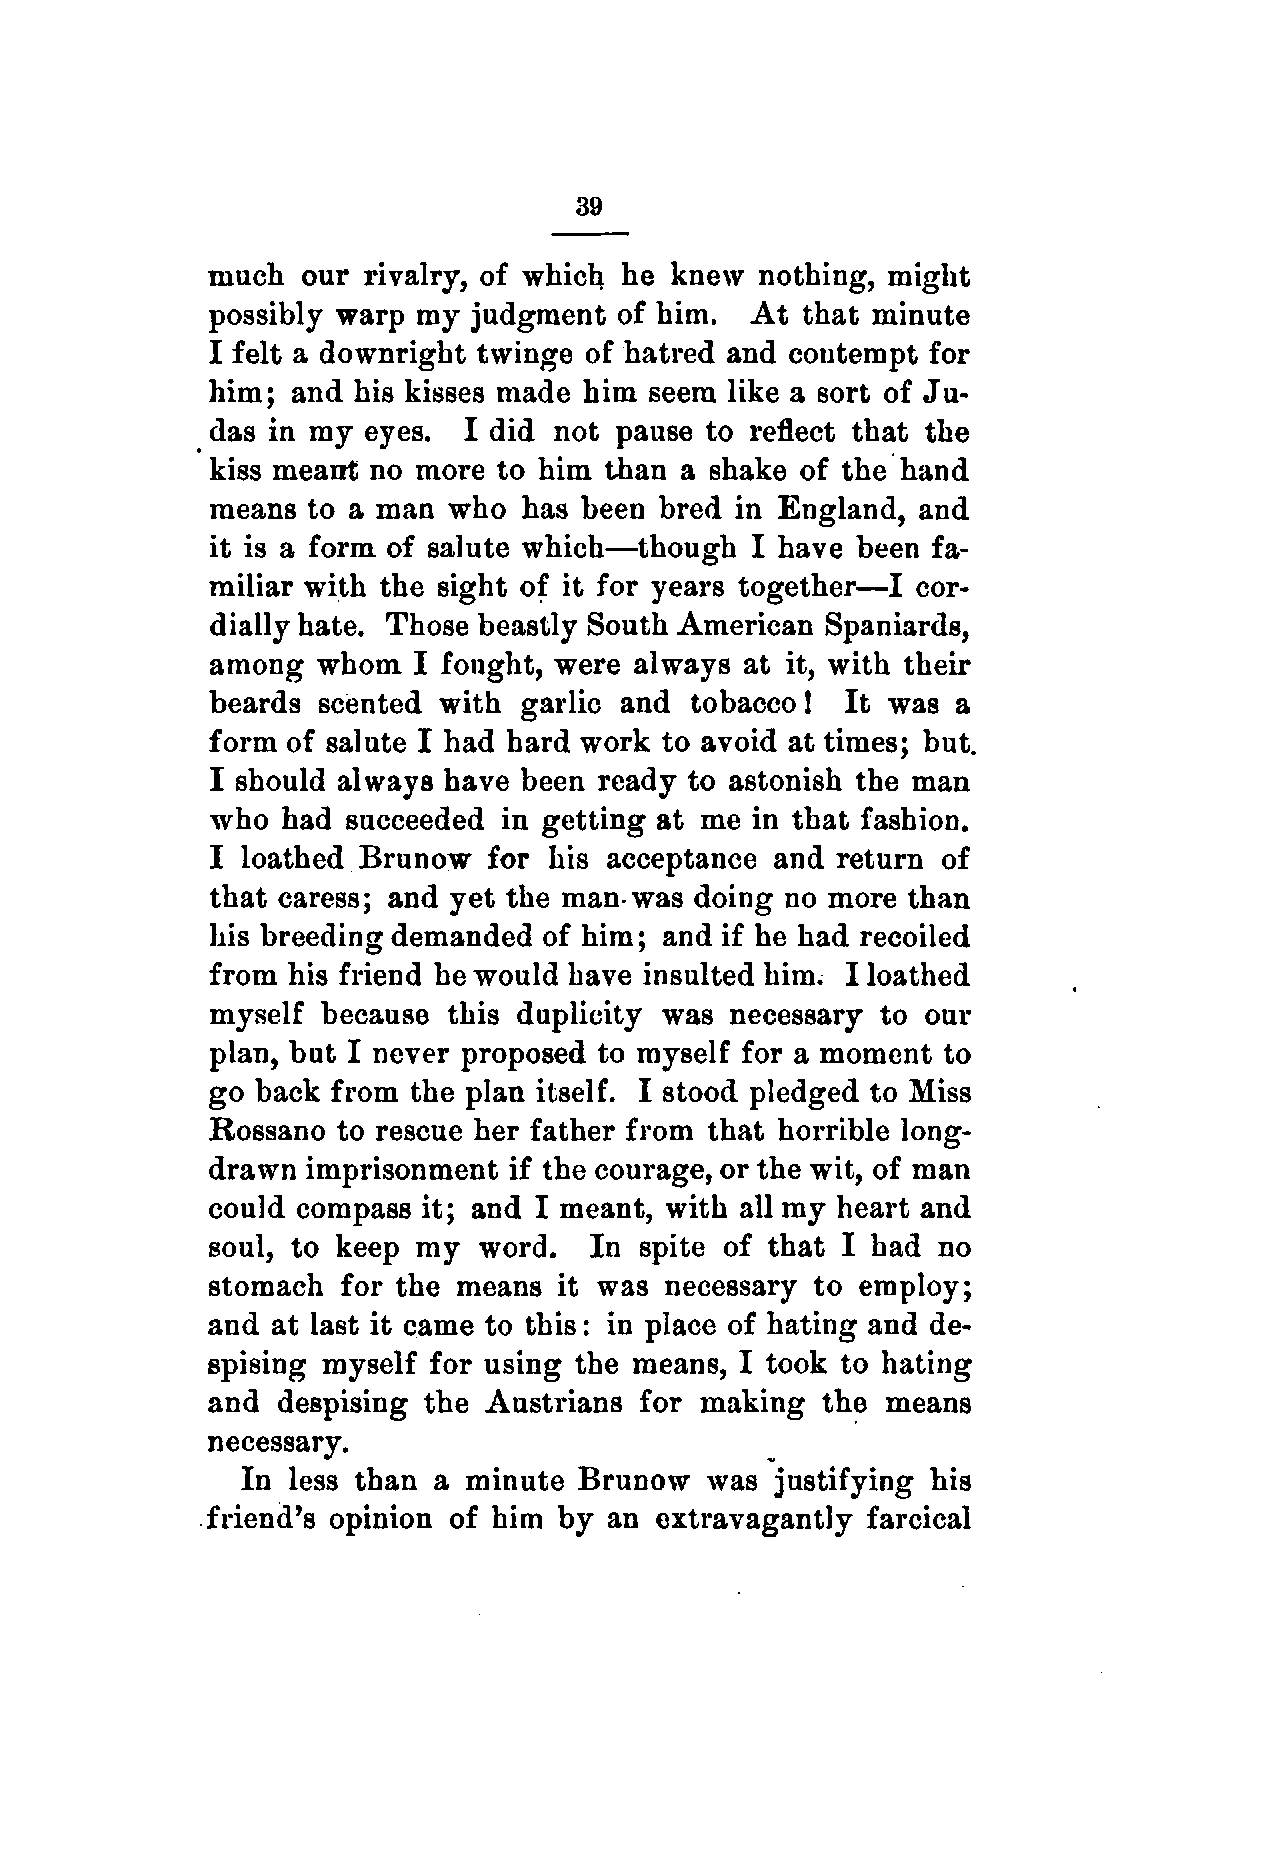 39
much our rivalry, of which he knew nothing, might
possibly warp my judgment of him. At that minute
I felt a downright twinge of hatred and contempt for
him; and his kisses made him seem like a sort of Ju-
das in my eyes. I did not pause to reflect that the
kiss meant no more to him than a shake of the hand
means to a man who has been bred in England, and
it is a form of salute which—though I have been fa-
miliar with the sight of it for years together—I cor-
dially hate. Those beastly South American Spaniards,
among whom I fought, were always at it, with their
beards scented with garlic and tobacco! It was a
form of salute I had hard work to avoid at times; but
I should always have been ready to astonish the man
who had succeeded in getting at me in that fashion.
I loathed Brunow for his acceptance and return of
that caress; and yet the man was doing no more than
his breeding demanded of him; and if he had recoiled
from his friend he would have insulted him. I loathed
myself because this duplicity was necessary to our
plan, but I never proposed to myself for a moment to
go back from the plan itself. I stood pledged to Miss
Rossano to rescue her father from that horrible long-
drawn imprisonment if the courage, or the wit, of man
could compass it; and I meant, with all my heart and
soul, to keep my word. In spite of that I had no
stomach for the means it was necessary to employ;
and at last it came to this: in place of hating and de-
spising myself for using the means, I took to hating
and despising the Austrians for making the means
necessary.
In less than a minute Brunow was justifying his
friend's opinion of him by an extravagantly farcical